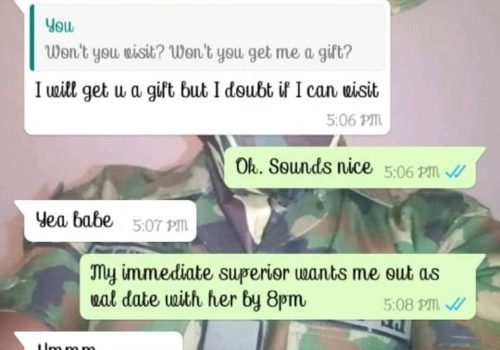 You
Won't you visit? Won't you get me a gift?
I will get u a gift but I doubt if I can visit
5:06 PM
Ok. Sounds nice 5:06 PM
Yea babe 5:07 PM
My immediate superior wants me out as
val date with her by 8pm 5:08 PM
Ummm